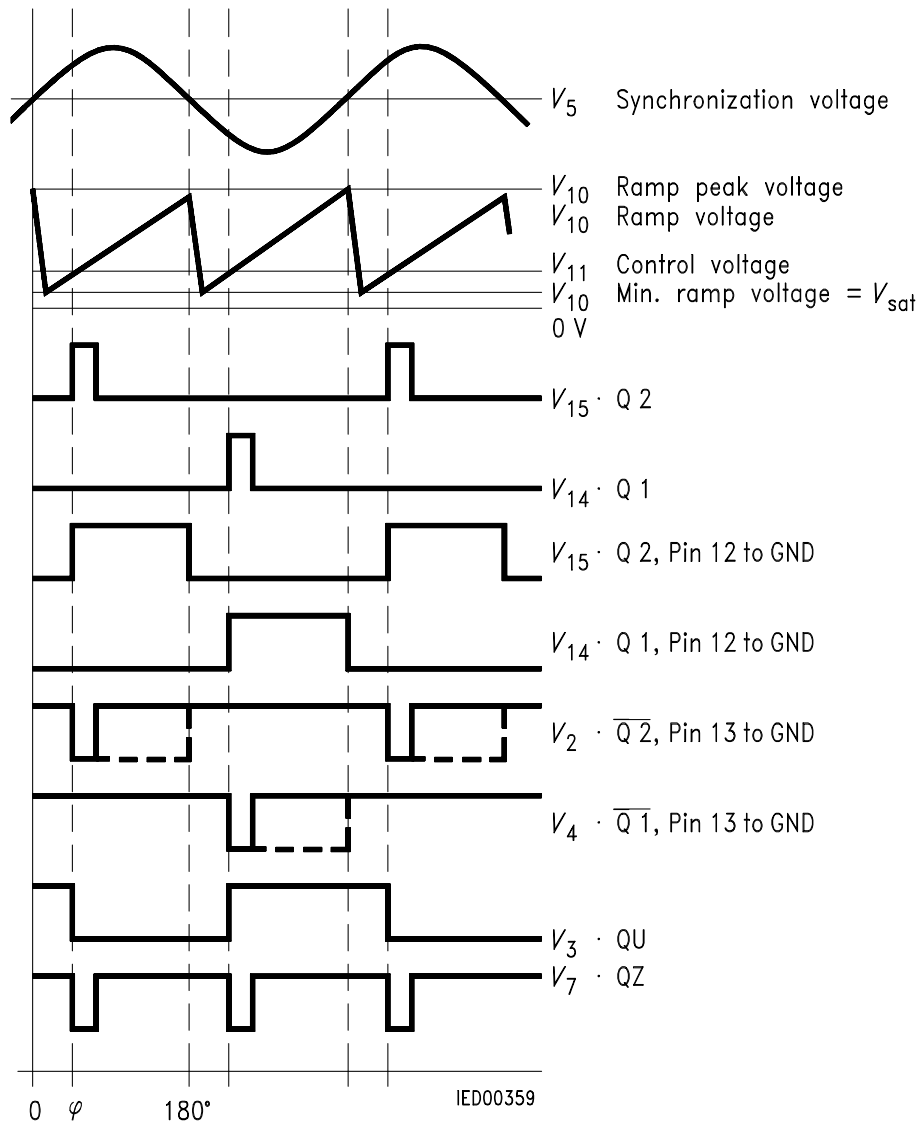 V5 Synchronization voltage
V10 Ramp peak voltage
V10 Ramp voltage
V11 Control voltage
V10 Min. ramp voltage = Vsat
0 V
V15 · Q 2
V14 · Q 1
V15 · Q 2, Pin 12 to GND
V14 · Q 1, Pin 12 to GND
V2 · Q̅ 2̅, Pin 13 to GND
V4 · Q̅ 1̅, Pin 13 to GND
V3 · QU
V7 · QZ
IED00359
0 φ 180°